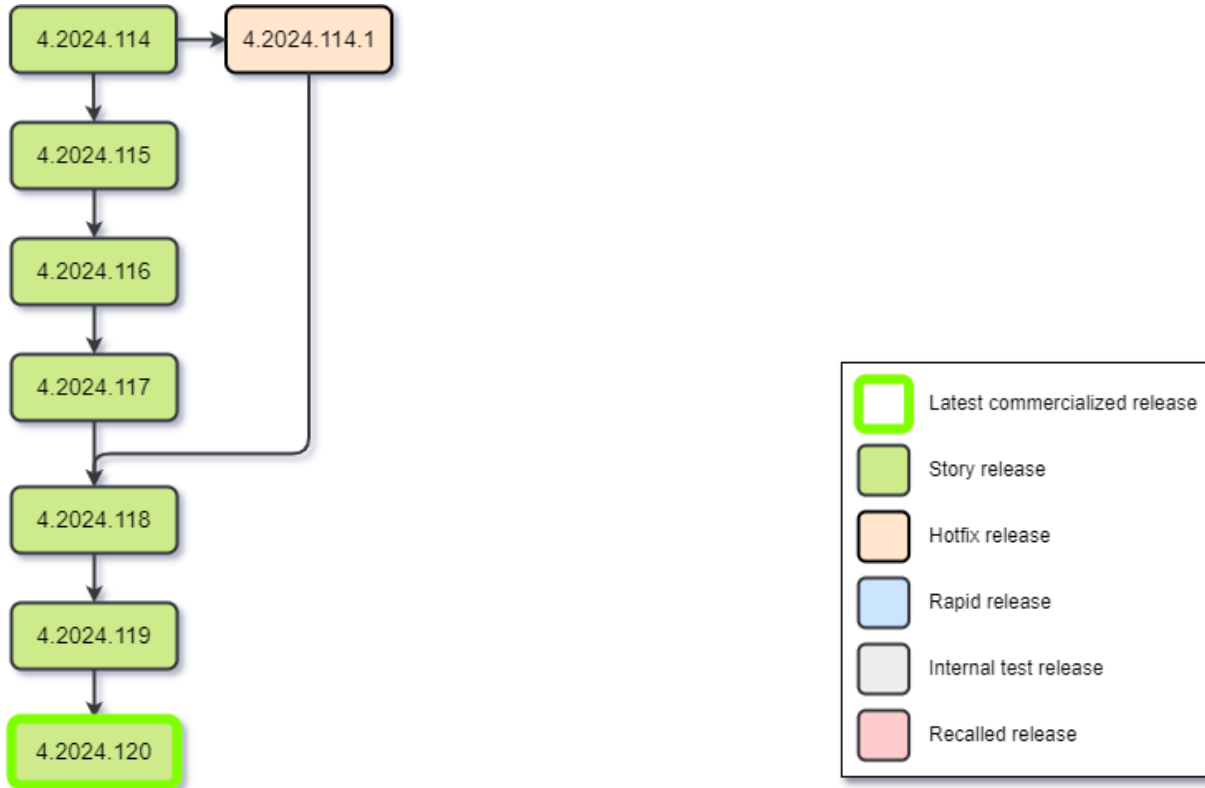 4.2024.114
4.2024.114.1
4.2024.115
4.2024.116
4.2024.117
4.2024.118
4.2024.119
4.2024.120
Latest commercialized release
Story release
Hotfix release
Rapid release
Internal test release
Recalled release